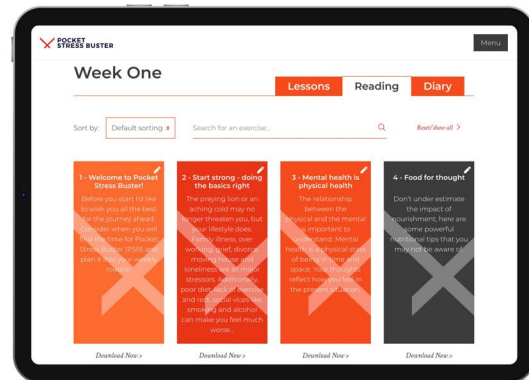 POCKET
STRESS BUSTER
Menu
Week One
Lessons
Reading
Diary
Sort by:
Default sorting
Search for an exercise..
Reset/show all >
1 - Welcome to Pocket
Stress Buster!
Before you start I'd like
to wish you all the best
for the journey ahead.
Consider when you will
find the time for Pocket
Stress Buster (PSB) and
plan it into your weekly
routine.
Download Now >
2 - Start strong - doing
the basics right
The preying lion or an
aching cold may no
longer threaten you, but
your lifestyle does.
Family illness, over
working, grief, divorce,
moving house and
loneliness are all major
stressors. Additionally,
poor diet, lack of exercise
and rest, social vices like
smoking and alcohol
can make you feel much
worse...
Download Now >
3 - Mental health is
physical health
The relationship
between the
physical and the mental
is important to
understand. Mental
health is a physical state
of being in time and
space. Your thoughts
reflect how you feel in
the present situation.
Download Now >
4 - Food for thought
Don't under estimate
the impact of
nourishment, here are
some powerful
nutritional tips that you
may not be aware of.
Download Now >